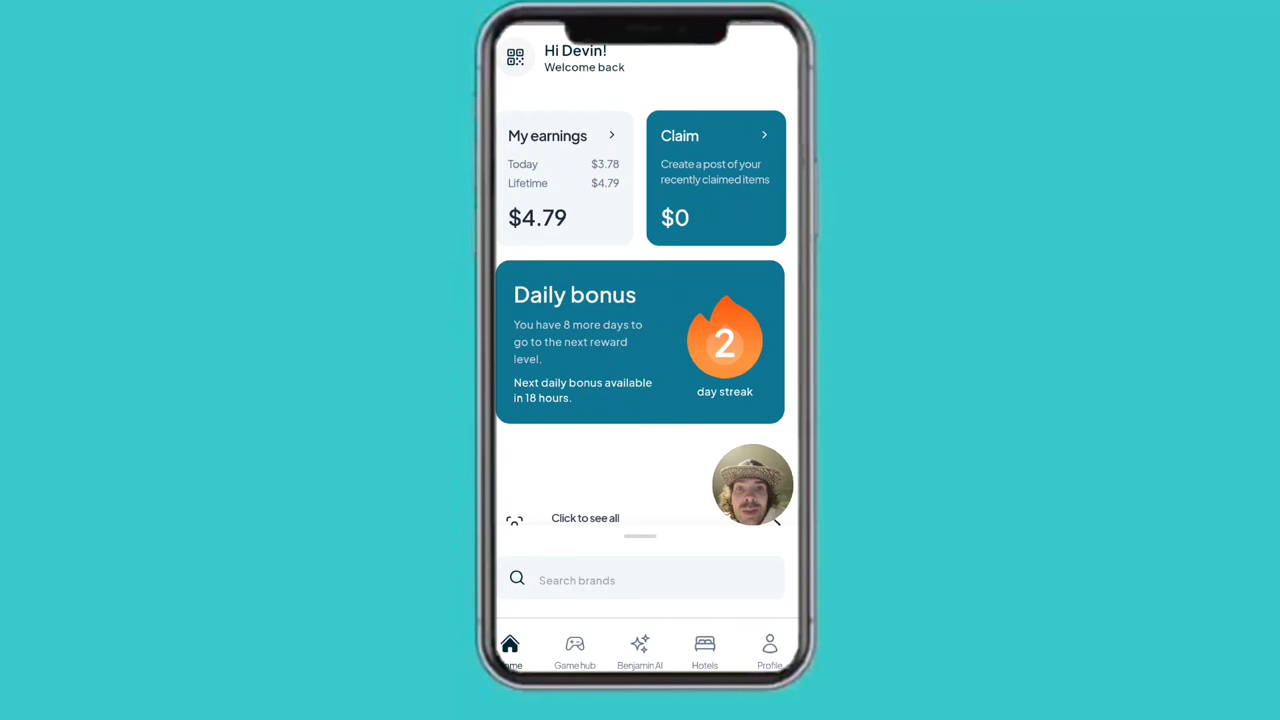 Hi Devin!
Welcome back
My earnings
Today $3.78
Lifetime $4.79
$4.79
Claim
Create a post of your
recently claimed items
$0
Daily bonus
You have 8 more days to
go to the next reward
level.
Next daily bonus available
in 18 hours.
2
day streak
Click to see all
Search brands
ome
Game hub
Benjamin AI
Hotels
Profile